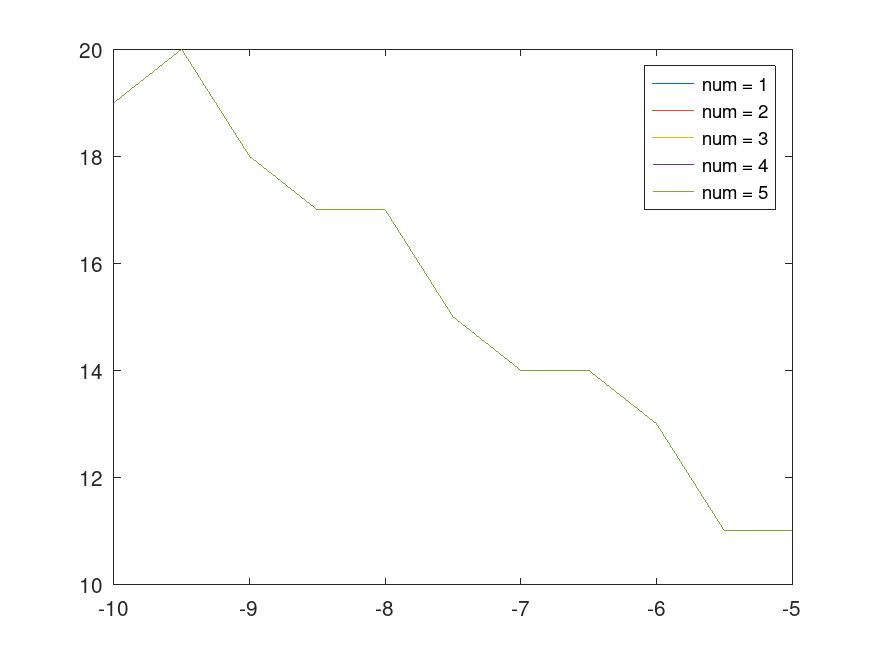 20
18
16
14
12
10
-10 -9 -8 -7 -6 -5
num = 1
num = 2
num = 3
num = 4
num = 5